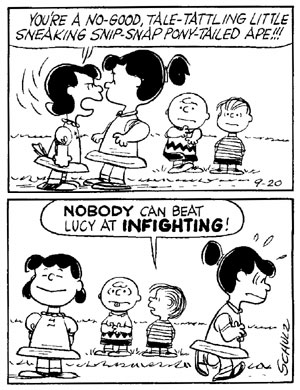 YOU'RE A NO-GOOD, TALE-TATTLING LITTLE
SNEAKING SNIP-SNAP PONY-TAILED APE!!!
9-20
NOBODY CAN BEAT
LUCY AT INFIGHTING!
SCHULZ